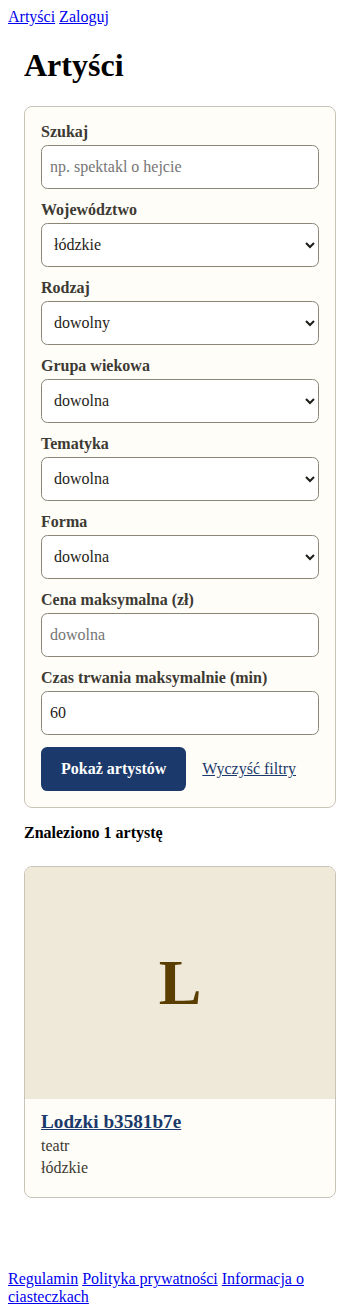 Artyści Zaloguj
Artyści
Szukaj
np. spektakl o hejcie
Województwo
łódzkie
Rodzaj
dowolny
Grupa wiekowa
dowolna
Tematyka
dowolna
Forma
dowolna
Cena maksymalna (zł)
dowolna
Czas trwania maksymalnie (min)
60
Pokaż artystów Wyczyść filtry
Znaleziono 1 artystę
L
Lodzki b3581b7e
teatr
łódzkie
Regulamin Polityka prywatności Informacja o
ciasteczkach